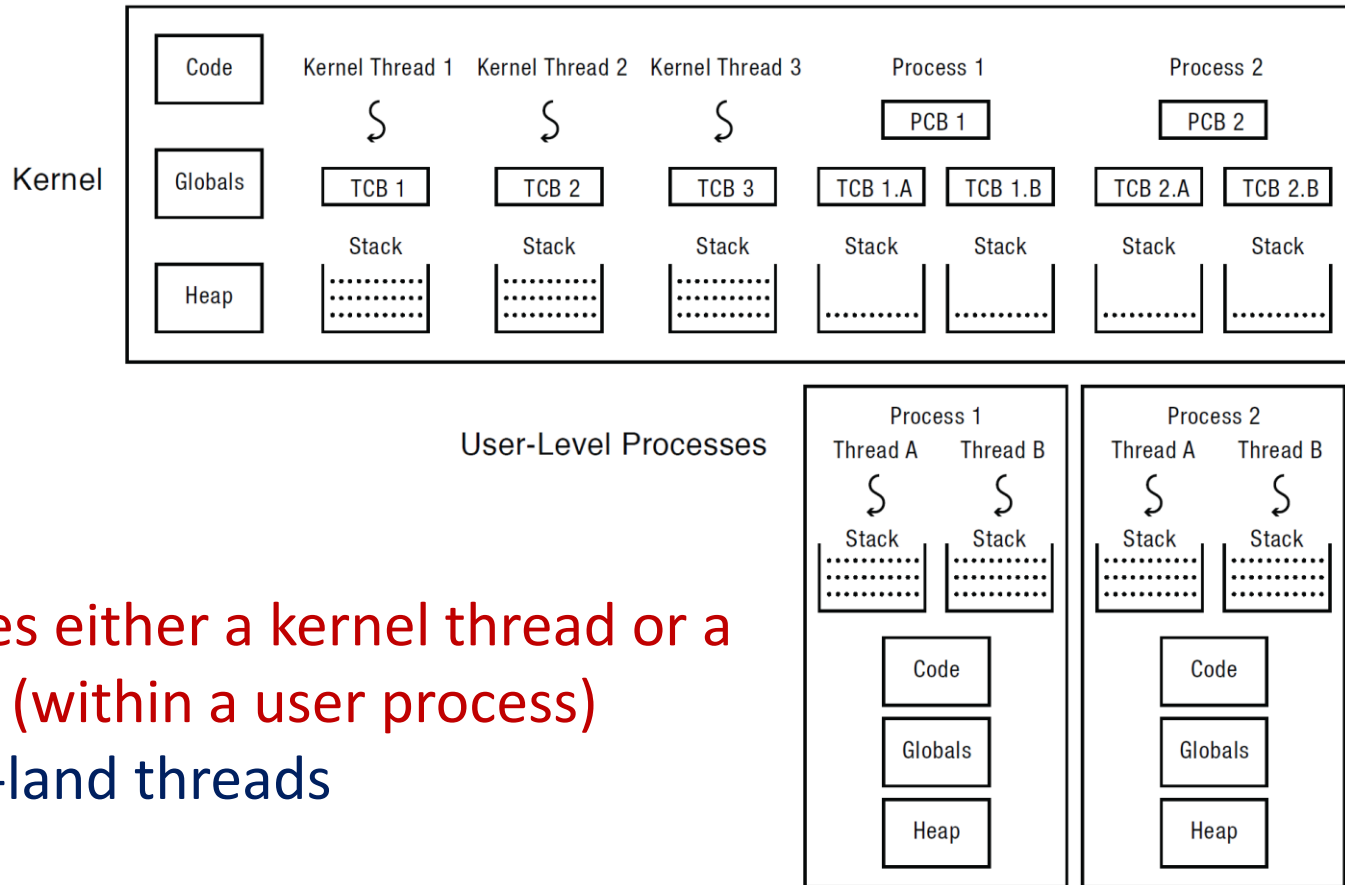 Code Kernel Thread 1 Kernel Thread 2 Kernel Thread 3 Process 1 Process 2
PCB 1 PCB 2
Kernel Globals TCB 1 TCB 2 TCB 3 TCB 1.A TCB 1.B TCB 2.A TCB 2.B
Stack Stack Stack Stack Stack Stack Stack
Heap
User-Level Processes
Process 1
Thread A Thread B
Stack Stack
Code
Globals
Heap
Process 2
Thread A Thread B
Stack Stack
Code
Globals
Heap
either a kernel thread or a
(within a user process)
-land threads